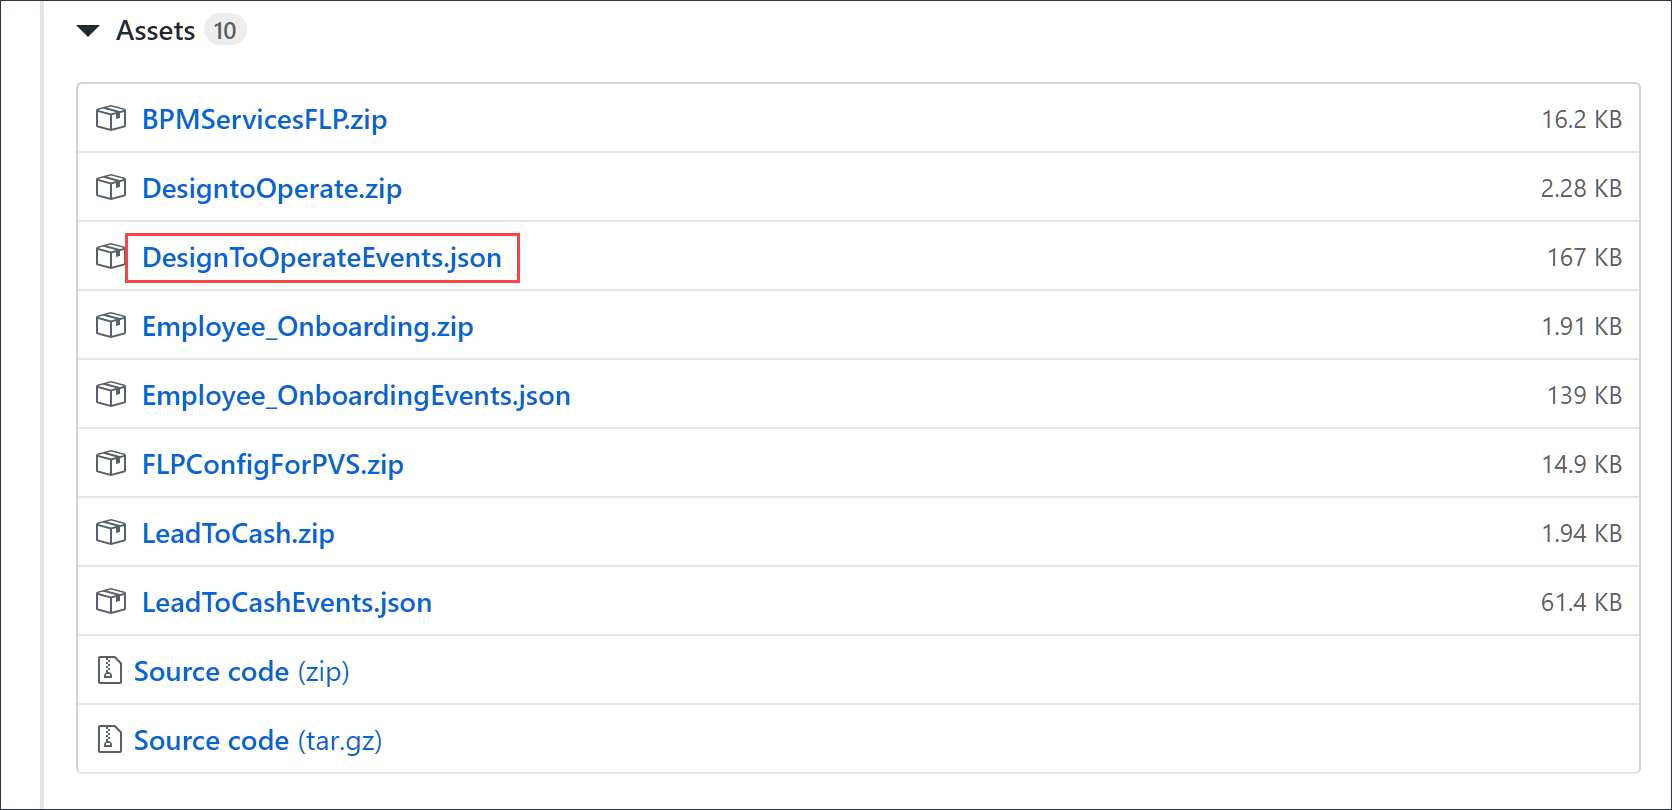 Assets 10
BPMServicesFLP.zip 16.2 KB
DesigntoOperate.zip 2.28 KB
DesignToOperateEvents.json 167 KB
Employee_Onboarding.zip 1.91 KB
Employee_OnboardingEvents.json 139 KB
FLPConfigForPVS.zip 14.9 KB
LeadToCash.zip 1.94 KB
LeadToCashEvents.json 61.4 KB
Source code (zip)
Source code (tar.gz)